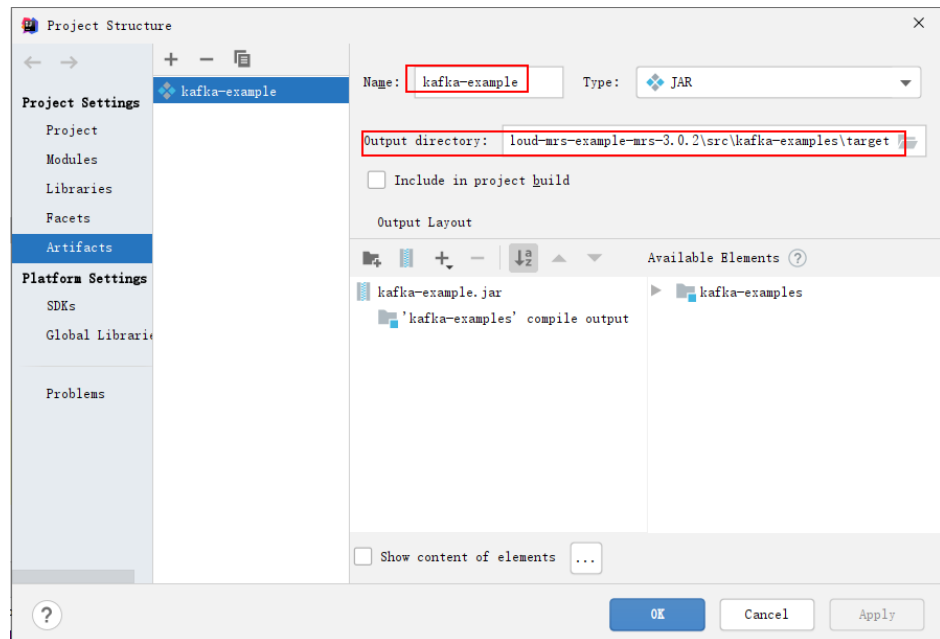 Project Structure
Project Settings
Project
Modules
Libraries
Facets
Artifacts
Platform Settings
SDKs
Global Librarie
Problems
kafka-example
Name: kafka-example Type: JAR
Output directory: loud-mrs-example-mrs-3.0.2\src\kafka-examples\target
Include in project build
Output Layout
Available Elements ?
kafka-example.jar
'kafka-examples' compile output
kafka-examples
Show content of elements ...
? OK Cancel Apply